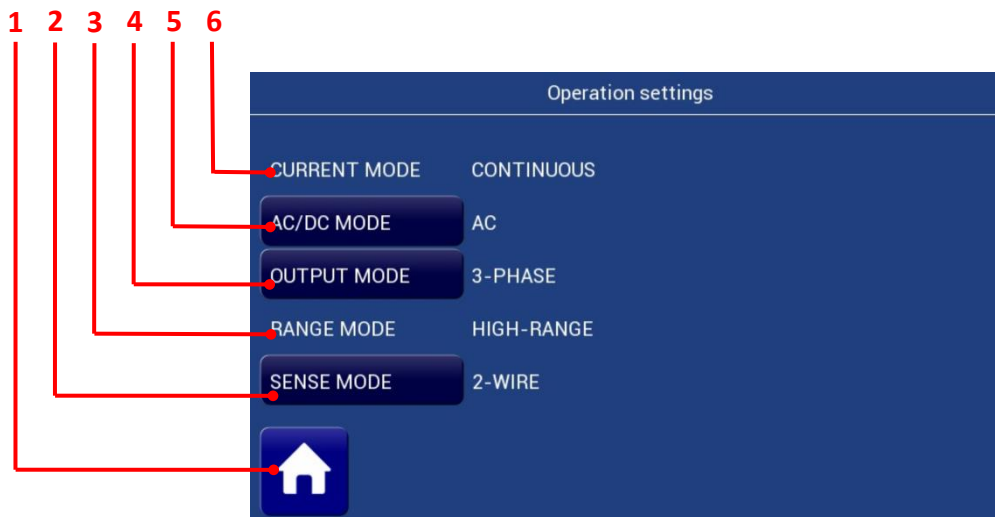 1 2 3 4 5 6
Operation settings
CURRENT MODE CONTINUOUS
AC/DC MODE AC
OUTPUT MODE 3-PHASE
RANGE MODE HIGH-RANGE
SENSE MODE 2-WIRE